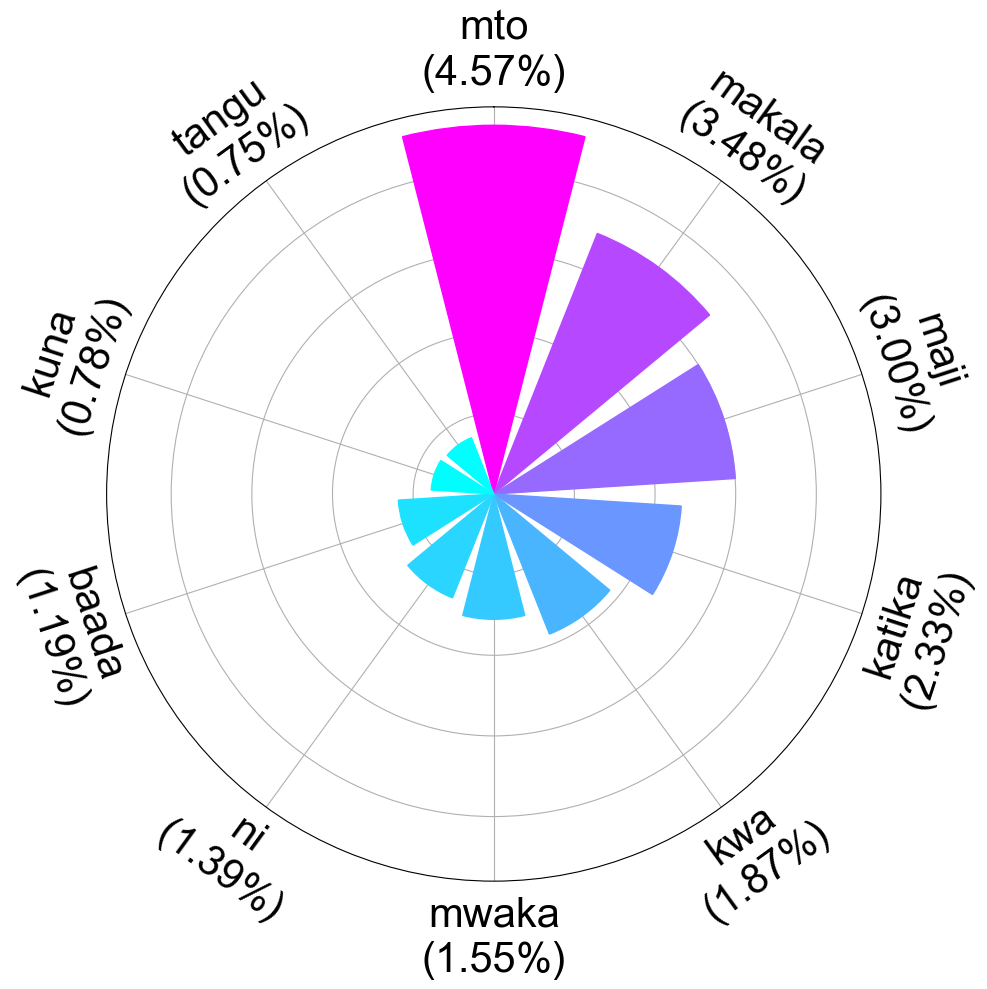 mto
(4.57%)
makala
(3.48%)
maji
(3.00%)
katika
(2.33%)
kwa
(1.87%)
mwaka
(1.55%)
ni
(1.39%)
baada
(1.19%)
kuna
(0.78%)
tangu
(0.75%)